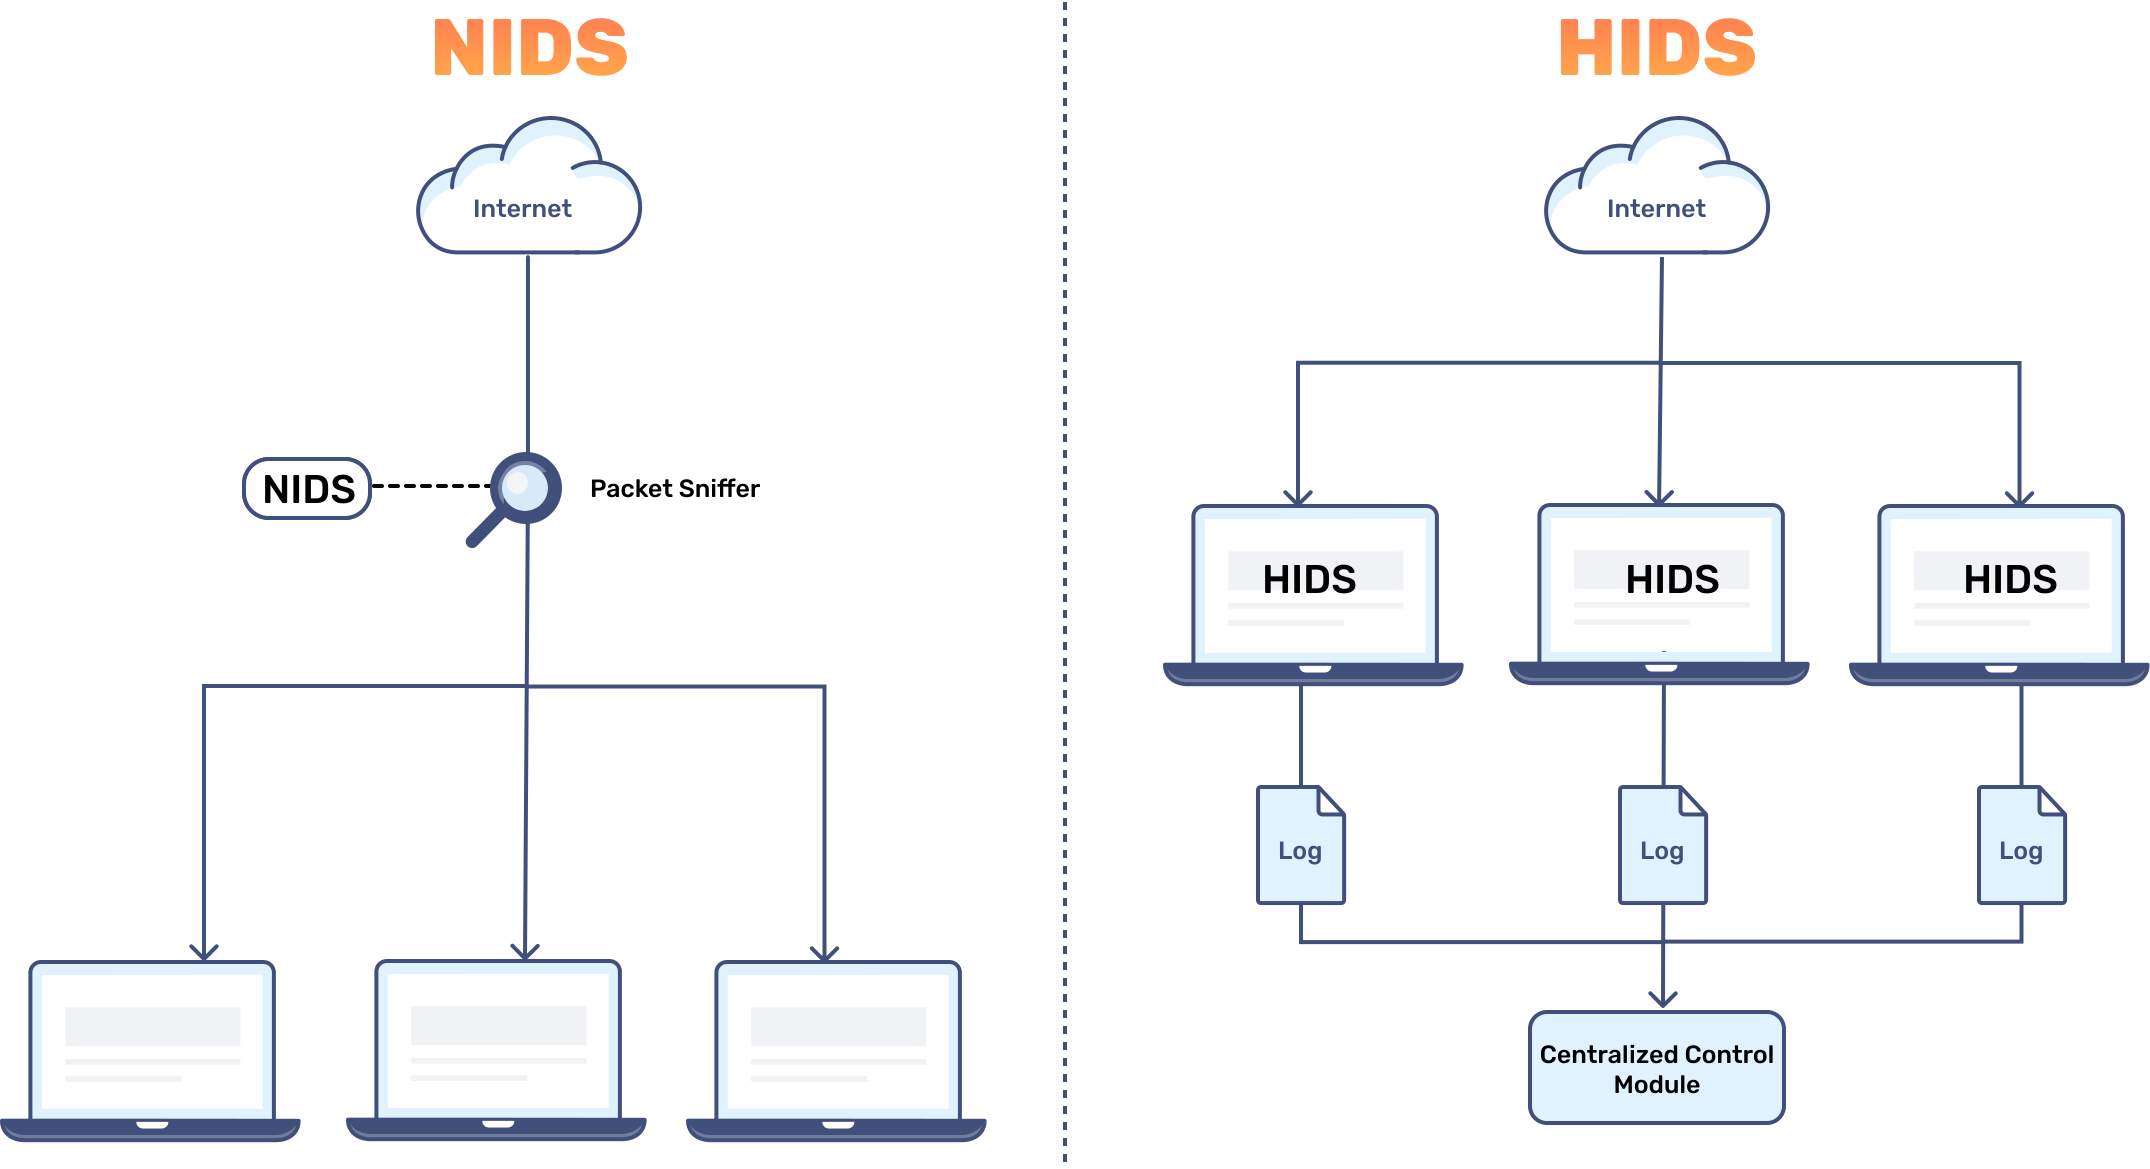 NIDS
Internet
NIDS
Packet Sniffer
HIDS
Internet
HIDS
HIDS
HIDS
Log
Log
Log
Centralized Control
Module